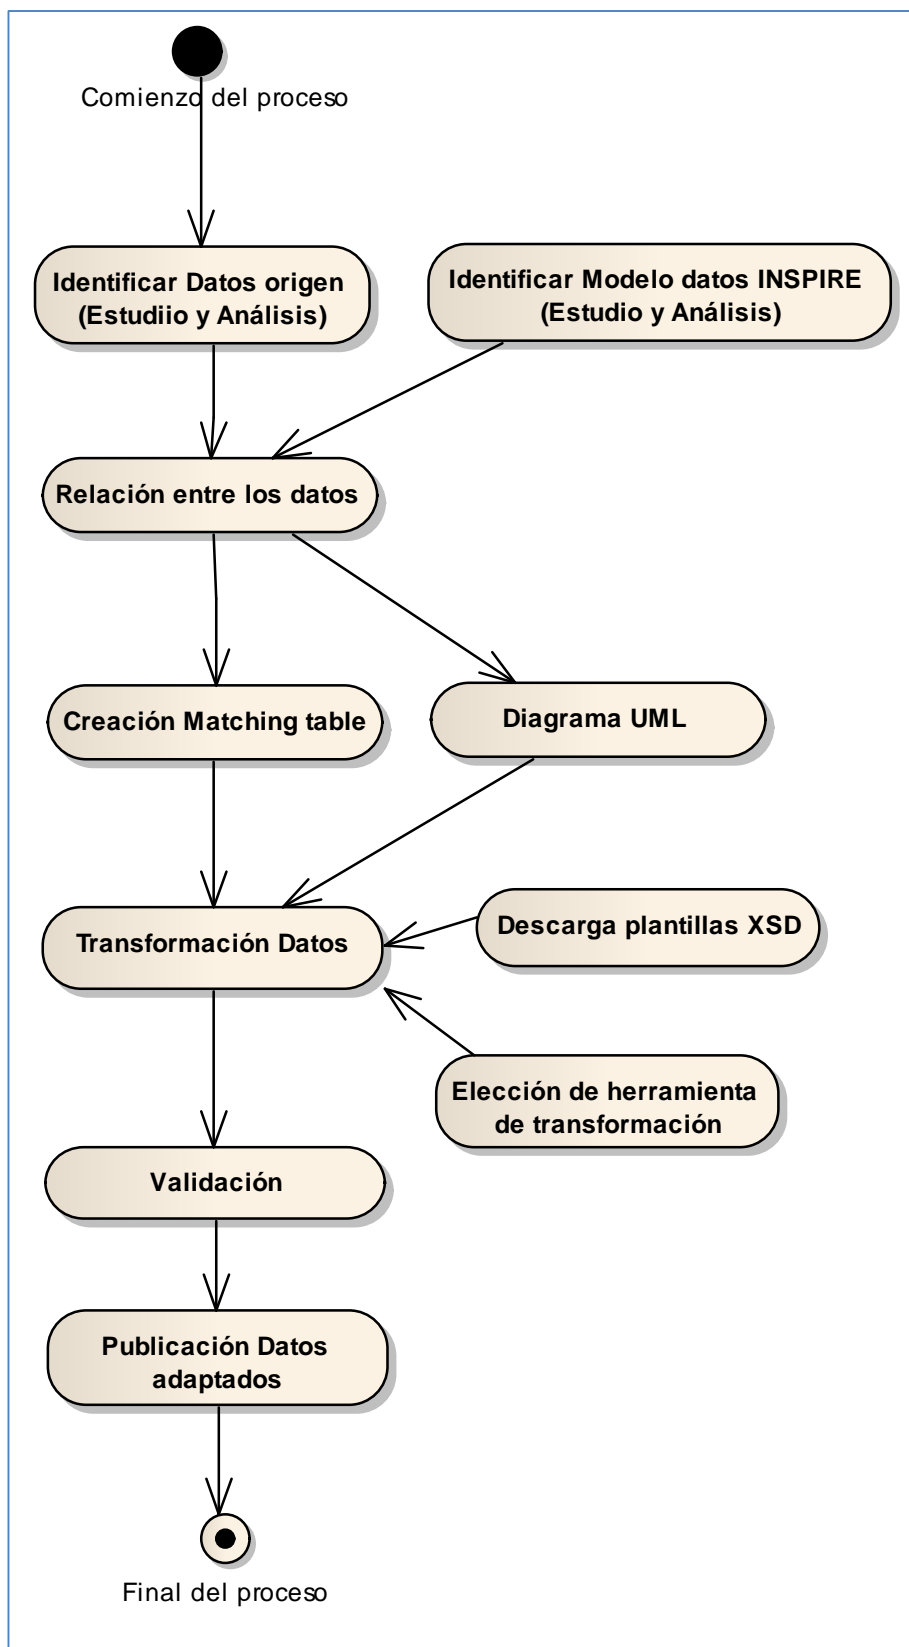 Comienzo del proceso
Identificar Datos origen
(Estudiio y Análisis)
Identificar Modelo datos INSPIRE
(Estudio y Análisis)
Relación entre los datos
Creación Matching table
Diagrama UML
Transformación Datos
Descarga plantillas XSD
Elección de herramienta
de transformación
Validación
Publicación Datos
adaptados
Final del proceso